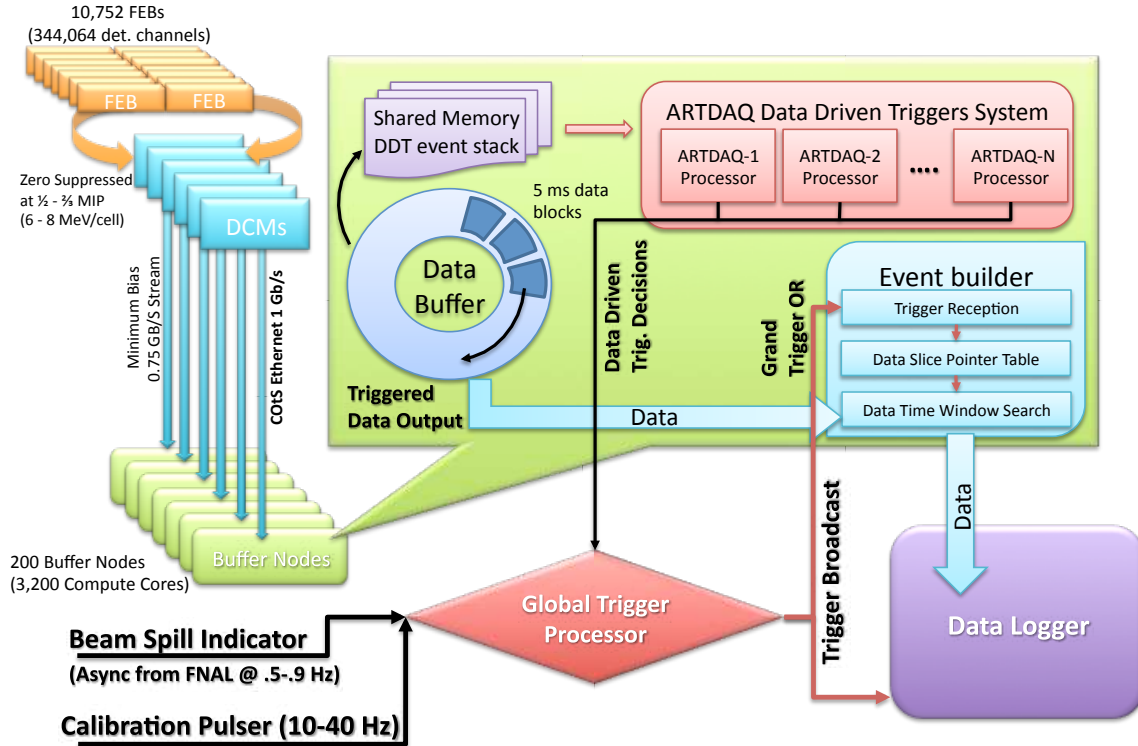 10,752 FEBs
(344,064 det. channels)
FEB
FEB
Zero Suppressed
at ½ - ⅔ MIP
(6 - 8 MeV/cell)
DCMs
Minimum Bias
0.75 GB/S Stream
COtS Ethernet 1 Gb/s
200 Buffer Nodes
(3,200 Compute Cores)
Buffer Nodes
Shared Memory
DDT event stack
5 ms data
blocks
Data
Buffer
Triggered
Data Output
Data
ARTDAQ Data Driven Triggers System
ARTDAQ-1
Processor
ARTDAQ-2
Processor
....
ARTDAQ-N
Processor
Data Driven
Trig. Decisions
Grand
Trigger OR
Event builder
Trigger Reception
Data Slice Pointer Table
Data Time Window Search
Data
Trigger Broadcast
Global Trigger
Processor
Data Logger
Beam Spill Indicator
(Async from FNAL @ .5-.9 Hz)
Calibration Pulser (10-40 Hz)